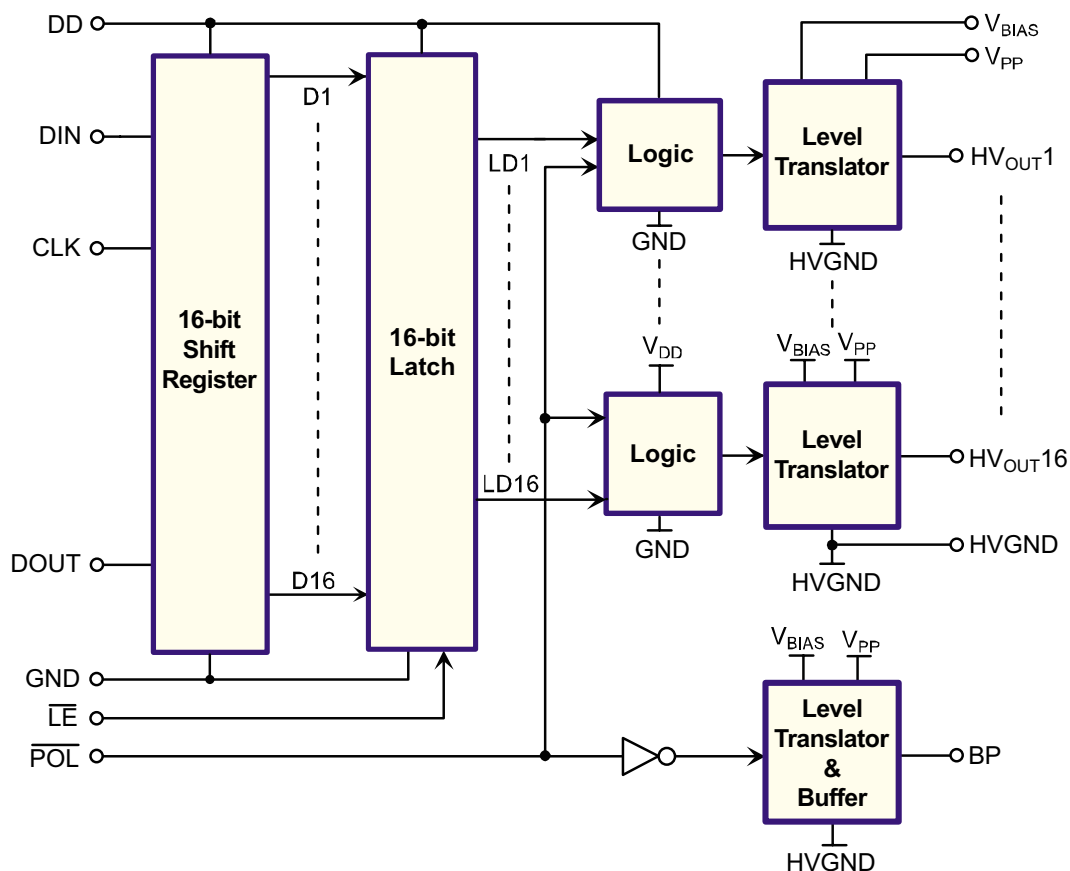 DD
DIN
CLK
DOUT
GND
LE
POL
16-bit
Shift
Register
D1
D16
16-bit
Latch
LD1
LD16
Logic
GND
VDD
Logic
GND
VBIAS
VPP
Level
Translator
HVOUT1
HVGND
VBIAS
VPP
Level
Translator
HVOUT16
HVGND
HVGND
VBIAS
VPP
Level
Translator
&
Buffer
BP
HVGND